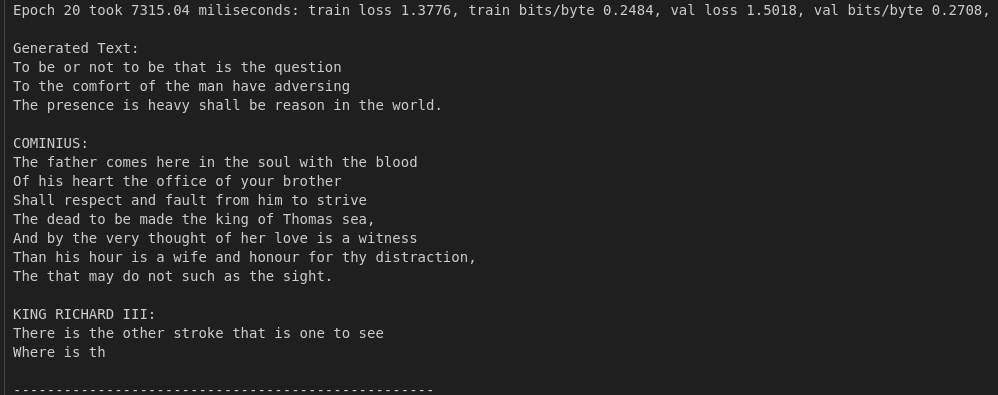 Epoch 20 took 7315.04 miliseconds: train loss 1.3776, train bits/byte 0.2484, val loss 1.5018, val bits/byte 0.2708,
Generated Text:
To be or not to be that is the question
To the comfort of the man have adversing
The presence is heavy shall be reason in the world.
COMINIUS:
The father comes here in the soul with the blood
Of his heart the office of your brother
Shall respect and fault from him to strive
The dead to be made the king of Thomas sea,
And by the very thought of her love is a witness
Than his hour is a wife and honour for thy distraction,
The that may do not such as the sight.
KING RICHARD III:
There is the other stroke that is one to see
Where is th
--------------------------------------------------